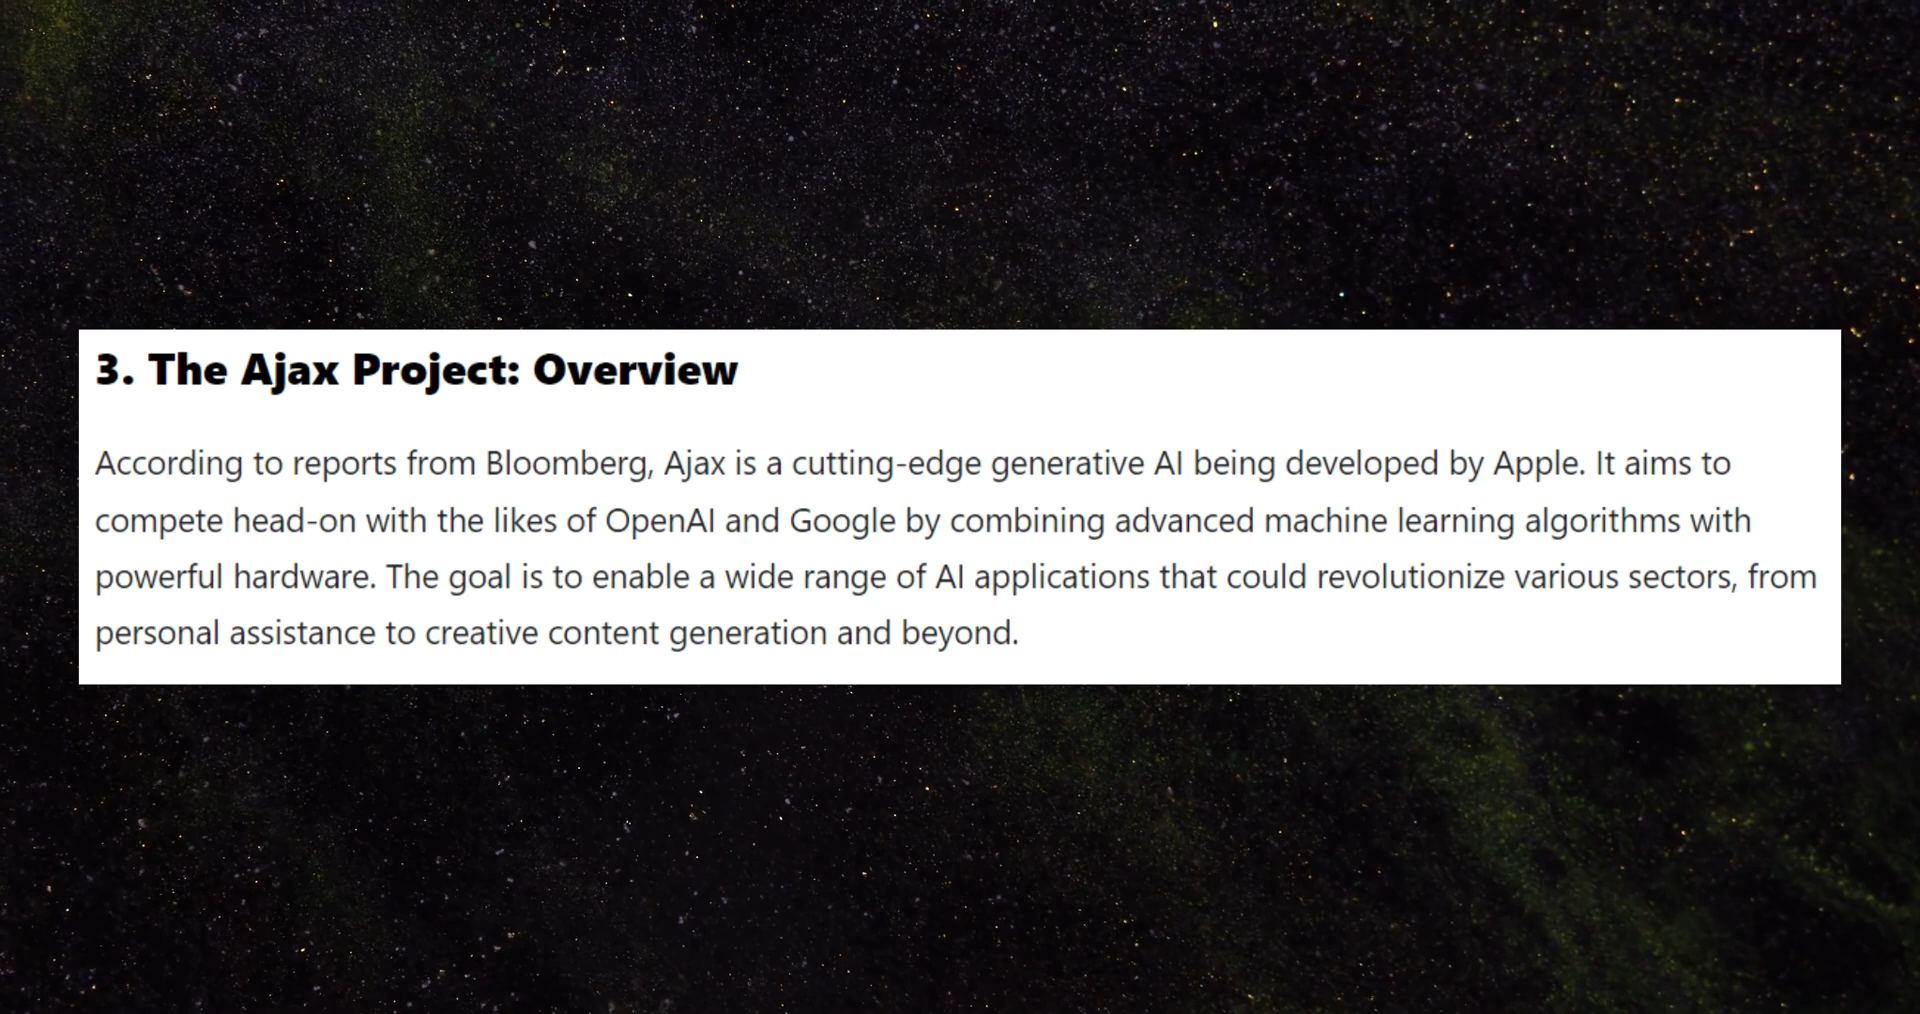 3. The Ajax Project: Overview
According to reports from Bloomberg, Ajax is a cutting-edge generative AI being developed by Apple. It aims to
compete head-on with the likes of OpenAI and Google by combining advanced machine learning algorithms with
powerful hardware. The goal is to enable a wide range of AI applications that could revolutionize various sectors, from
personal assistance to creative content generation and beyond.